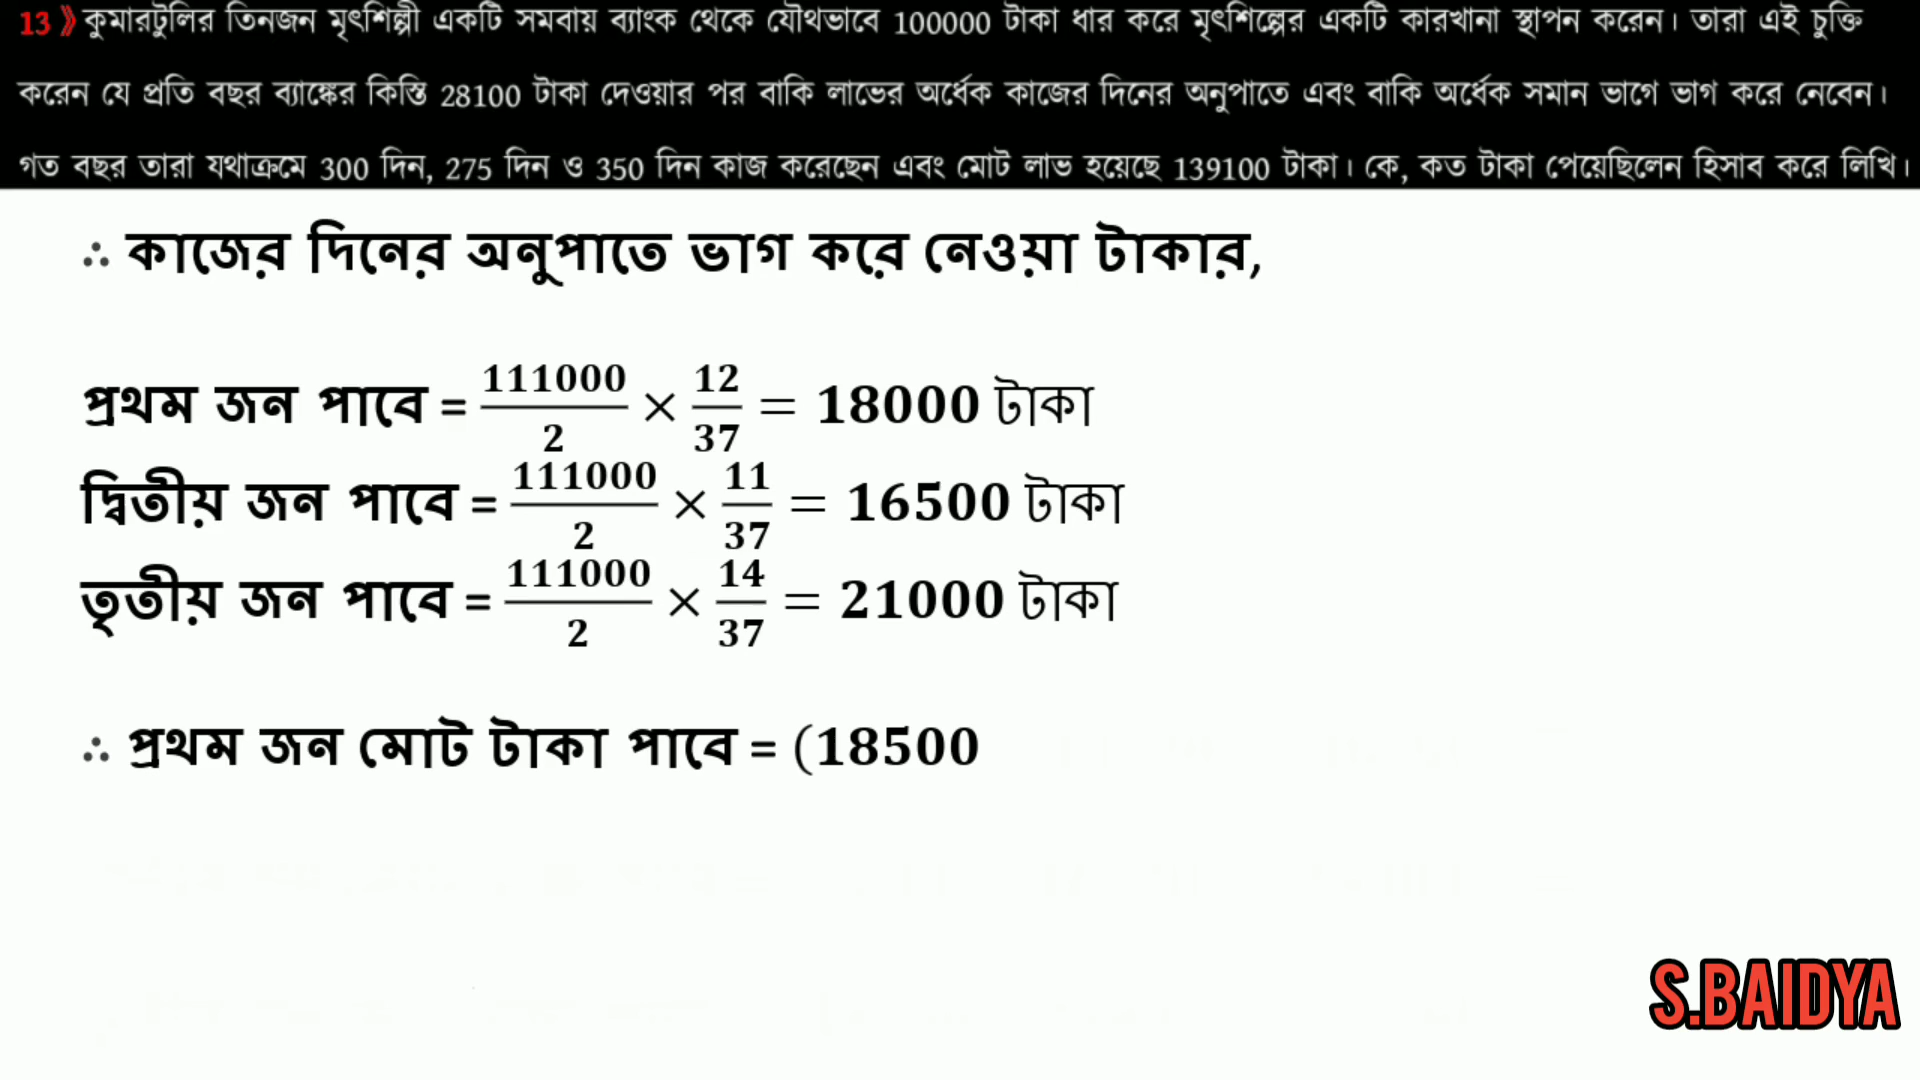 13》কুমারটুলির তিনজন মৃৎশিল্পী একটি সমবায় ব্যাংক থেকে যৌথভাবে 100000 টাকা ধার করে মৃৎশিল্পের একটি কারখানা স্থাপন করেন। তারা এই চুক্তি
করেন যে প্রতি বছর ব্যাঙ্কের কিস্তি 28100 টাকা দেওয়ার পর বাকি লাভের অর্ধেক কাজের দিনের অনুপাতে এবং বাকি অর্ধেক সমান ভাগে ভাগ করে নেবেন।
গত বছর তারা যথাক্রমে 300 দিন, 275 দিন ও 350 দিন কাজ করেছেন এবং মোট লাভ হয়েছে 139100 টাকা। কে, কত টাকা পেয়েছিলেন হিসাব করে লিখি।
∴ কাজের দিনের অনুপাতে ভাগ করে নেওয়া টাকার,
প্রথম জন পাবে = 111000/2 × 12/37 = 18000 টাকা
দ্বিতীয় জন পাবে = 111000/2 × 11/37 = 16500 টাকা
তৃতীয় জন পাবে = 111000/2 × 14/37 = 21000 টাকা
∴ প্রথম জন মোট টাকা পাবে = (18500
S.BAIDYA